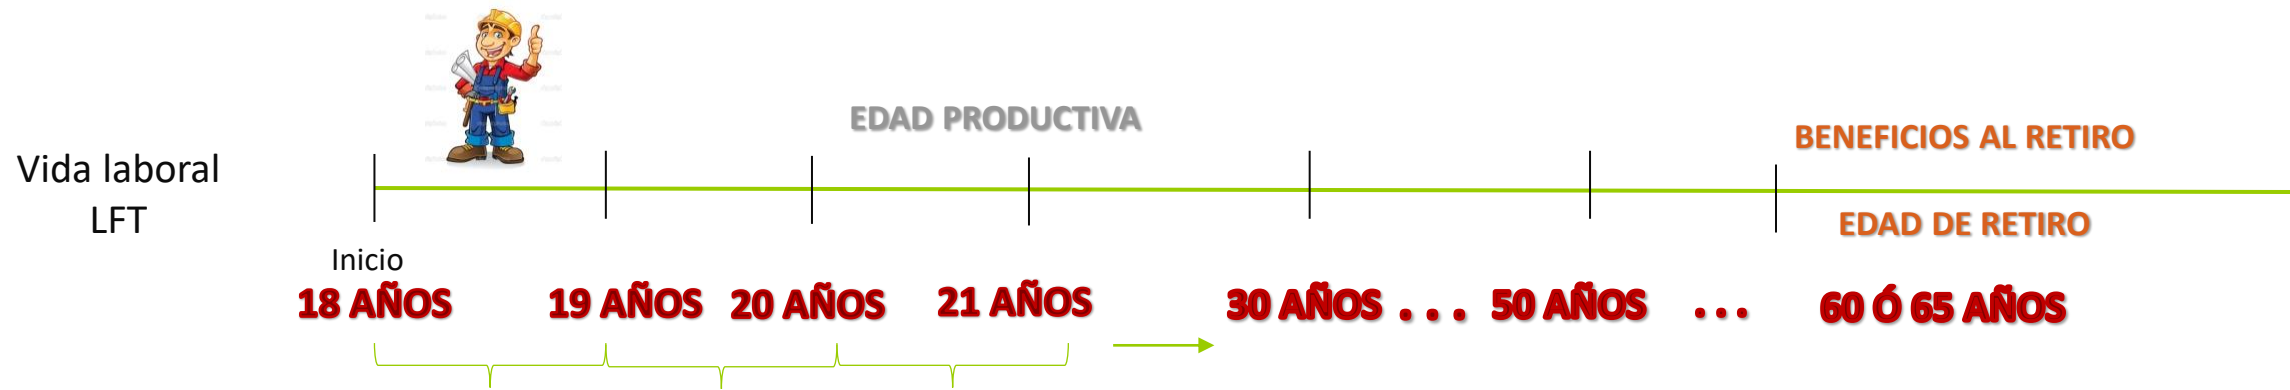 EDAD PRODUCTIVA
BENEFICIOS AL RETIRO
Vida laboral
LFT
EDAD DE RETIRO
Inicio
18 AÑOS 19 AÑOS 20 AÑOS 21 AÑOS 30 AÑOS . . . 50 AÑOS . . . 60 Ó 65 AÑOS